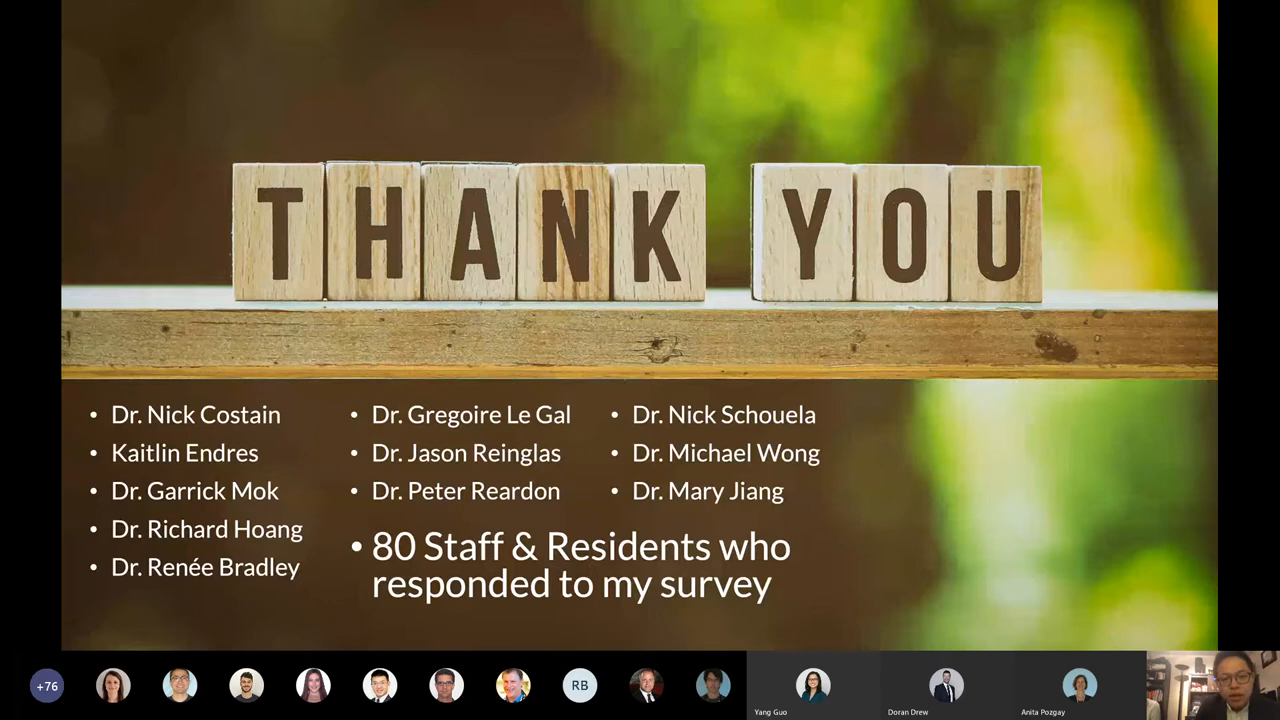 THANK YOU
• Dr. Nick Costain
• Kaitlin Endres
• Dr. Garrick Mok
• Dr. Richard Hoang
• Dr. Renée Bradley
• Dr. Gregoire Le Gal
• Dr. Jason Reinglas
• Dr. Peter Reardon
• Dr. Nick Schouela
• Dr. Michael Wong
• Dr. Mary Jiang
• 80 Staff & Residents who
responded to my survey
+76
RB
Yang Guo
Doran Drew
Anita Pozgay